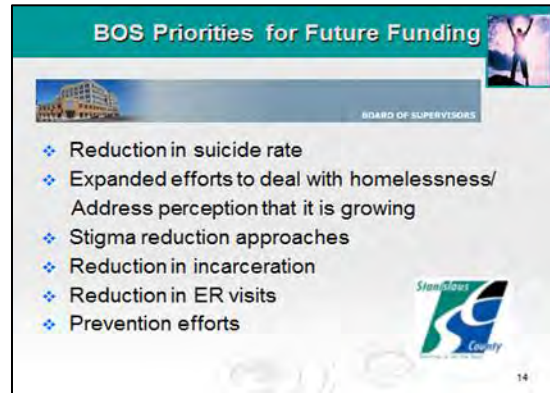 BOS Priorities for Future Funding
BOARD OF SUPERVISORS
Reduction in suicide rate
Expanded efforts to deal with homelessness/
Address perception that it is growing
Stigma reduction approaches
Reduction in incarceration
Reduction in ER visits
Prevention efforts
Stanislaus
County
14